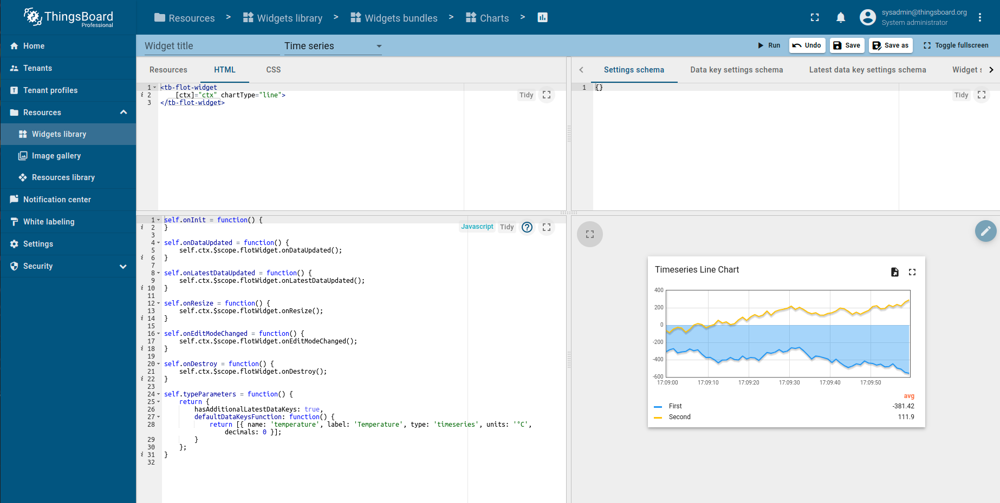 ThingsBoard
Professional
Resources > Widgets library > Widgets bundles > Charts >
sysadmin@thingsboard.org
System administrator
Home
Tenants
Tenant profiles
Resources
Widgets library
Image gallery
Resources library
Notification center
White labeling
Settings
Security
Widget title
Time series
Run
Undo
Save
Save as
Toggle fullscreen
Resources
HTML
CSS
1 <tb-flot-widget
i 2     [ctx]="ctx" chartType="line">
3 </tb-flot-widget>
Tidy
Settings schema
Data key settings schema
Latest data key settings schema
Widget s
1 {}
Tidy
1 self.onInit = function() {
i 2 }
3
4 self.onDataUpdated = function() {
5     self.ctx.$scope.flotWidget.onDataUpdated();
i 6 }
7
8 self.onLatestDataUpdated = function() {
9     self.ctx.$scope.flotWidget.onLatestDataUpdated();
i 10 }
11
12 self.onResize = function() {
13     self.ctx.$scope.flotWidget.onResize();
i 14 }
15
16 self.onEditModeChanged = function() {
17     self.ctx.$scope.flotWidget.onEditModeChanged();
i 18 }
19
20 self.onDestroy = function() {
21     self.ctx.$scope.flotWidget.onDestroy();
i 22 }
23
24 self.typeParameters = function() {
25     return {
26         hasAdditionalLatestDataKeys: true,
27         defaultDataKeysFunction: function() {
28             return [{ name: 'temperature', label: 'Temperature', type: 'timeseries', units: '°C',
decimals: 0 }];
29         }
30     };
i 31 }
32
Javascript
Tidy
?
Timeseries Line Chart
400
200
0
-200
-400
-600
17:09:00 17:09:10 17:09:20 17:09:30 17:09:40 17:09:50
avg
First -381.42
Second 111.9